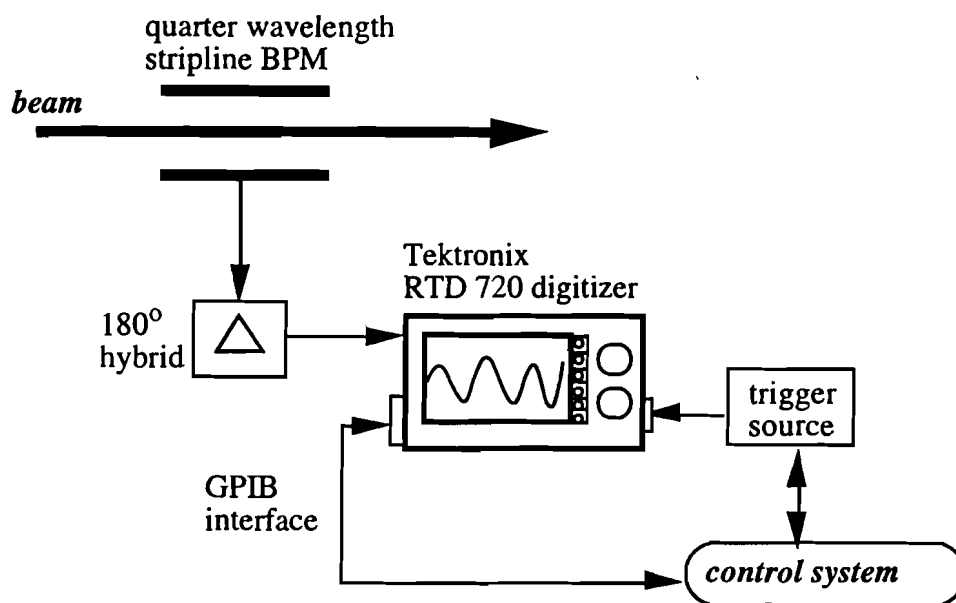 quarter wavelength
stripline BPM
beam
Tektronix
RTD 720 digitizer
180°
hybrid
trigger
source
GPIB
interface
control system